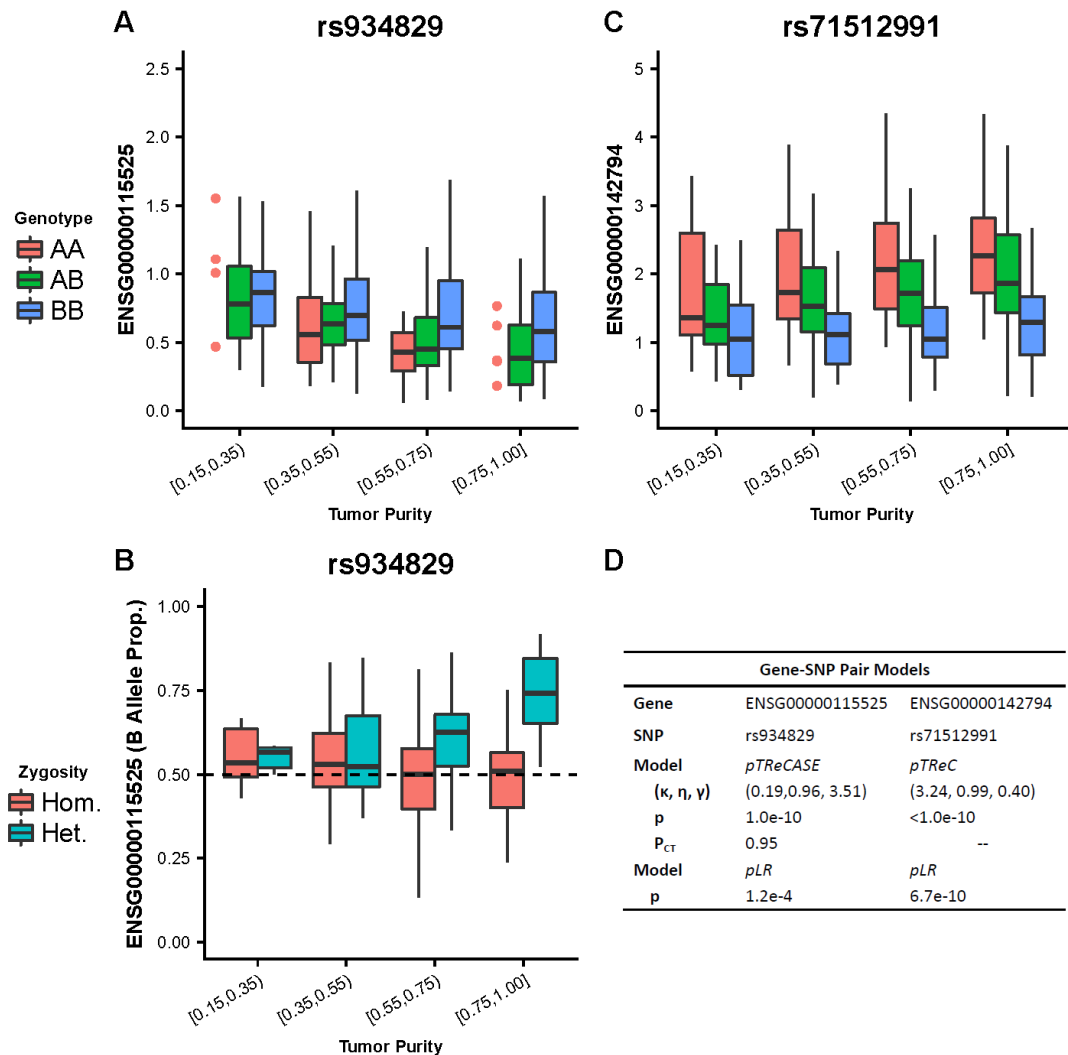 A
rs934829
ENSG00000115525
2.5
2.0
1.5
1.0
0.5
0.0
[0.15,0.35)
[0.35,0.55)
[0.55,0.75)
[0.75,1.00]
Tumor Purity
Genotype
AA
AB
BB
C
rs71512991
ENSG00000142794
5
4
3
2
1
0
[0.15,0.35)
[0.35,0.55)
[0.55,0.75)
[0.75,1.00]
Tumor Purity
B
rs934829
ENSG00000115525 (B Allele Prop.)
1.00
0.75
0.50
0.25
0.00
[0.15,0.35)
[0.35,0.55)
[0.55,0.75)
[0.75,1.00]
Tumor Purity
Zygosity
Hom.
Het.
D
Gene-SNP Pair Models
Gene ENSG00000115525 ENSG00000142794
SNP rs934829 rs71512991
Model pTReCASE pTReC
(κ, η, γ) (0.19,0.96, 3.51) (3.24, 0.99, 0.40)
p 1.0e-10 <1.0e-10
PCT 0.95 --
Model pLR pLR
p 1.2e-4 6.7e-10